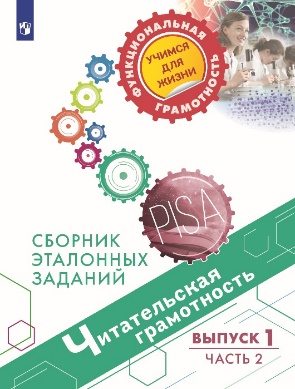 ФУНКЦИОНАЛЬНАЯ
УЧИМСЯ
ДЛЯ
ЖИЗНИ
ГРАМОТНОСТЬ
PISA
СБОРНИК
ЭТАЛОННЫХ
ЗАДАНИЙ
Читательская
грамотность
ВЫПУСК 1
ЧАСТЬ 2